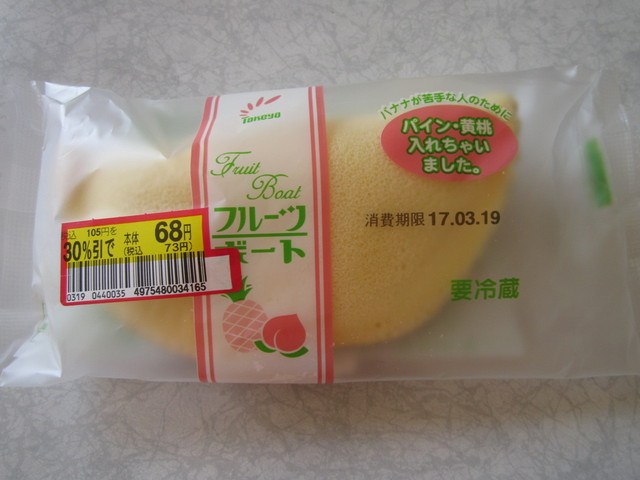 Tanaya
バナナが苦手な人のために
パイン・黄桃
入れちゃい
ました。
Fruit
Boat
フルーツ
ボート
消費期限 17.03.19
要冷蔵
105円を
30%引で
本体 68円
(税込 73円)
0319 0440035 4975480034165